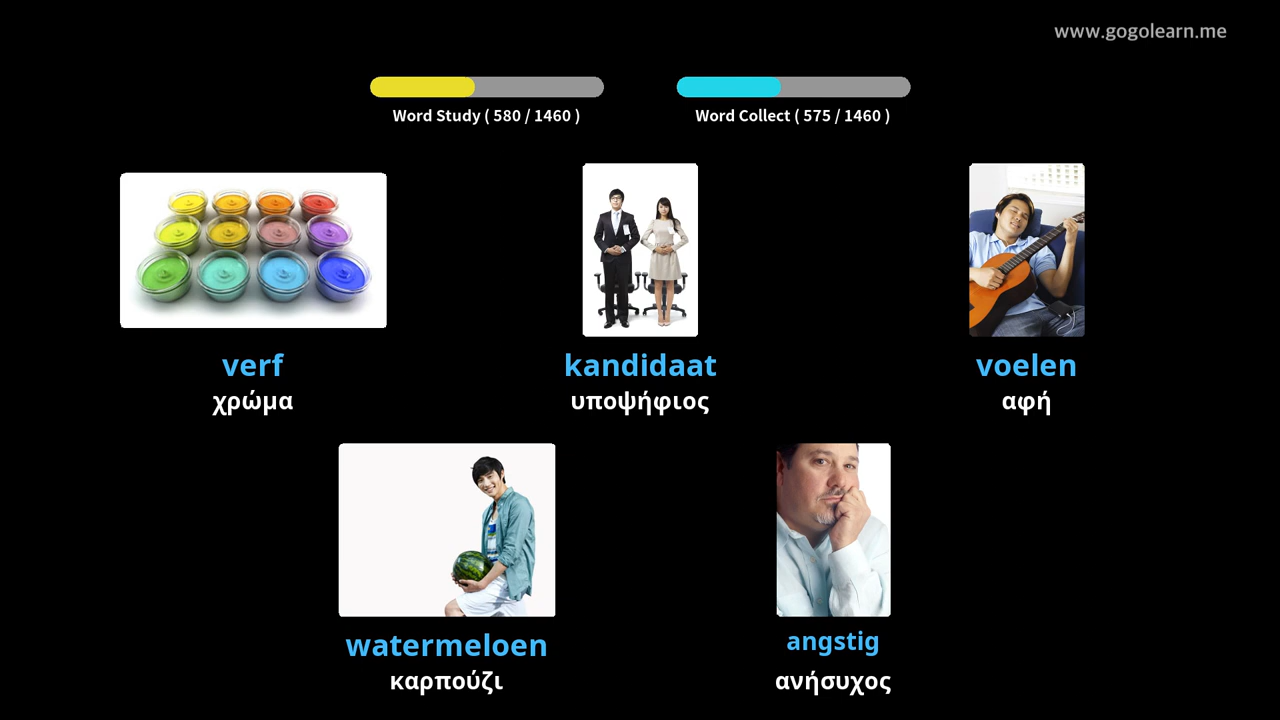 www.gogolearn.me
Word Study ( 580 / 1460 )
Word Collect ( 575 / 1460 )
verf
χρώμα
kandidaat
υποψήφιος
voelen
αφή
watermeloen
καρπούζι
angstig
ανήσυχος